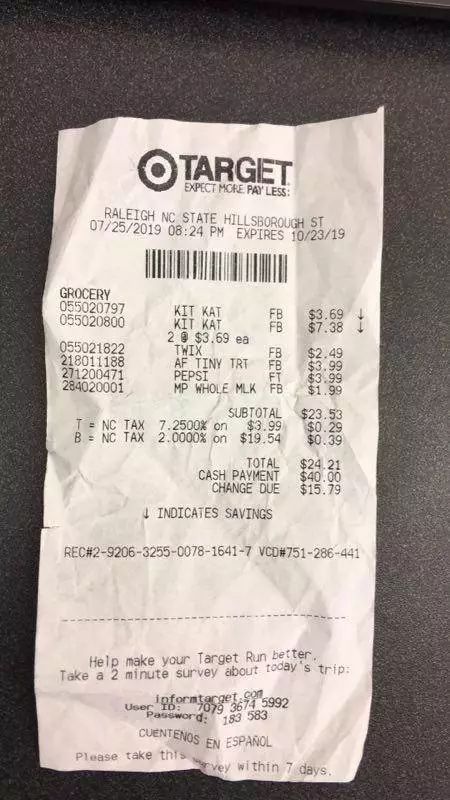 TARGET
EXPECT MORE. PAY LESS.
RALEIGH NC STATE HILLSBOROUGH ST
07/25/2019 08:24 PM EXPIRES 10/23/19
GROCERY
055020797 KIT KAT FB $3.69 ↓
055020800 KIT KAT FB $7.38 ↓
2 @ $3.69 ea
055021822 TWIX FB $2.49
218011188 AF TINY TRT FB $3.99
271200471 PEPSI FT $3.99
284020001 MP WHOLE MLK FB $1.99
SUBTOTAL $23.53
T = NC TAX 7.2500% on $3.99 $0.29
B = NC TAX 2.0000% on $19.54 $0.39
TOTAL $24.21
CASH PAYMENT $40.00
CHANGE DUE $15.79
↓ INDICATES SAVINGS
REC#2-9206-3255-0078-1641-7 VCD#751-286-441
Help make your Target Run better.
Take a 2 minute survey about today's trip:
informtarget.com
User ID: 7079 3674 5992
Password: 183 583
CUENTENOS EN ESPAÑOL
Please take this within 7 days.